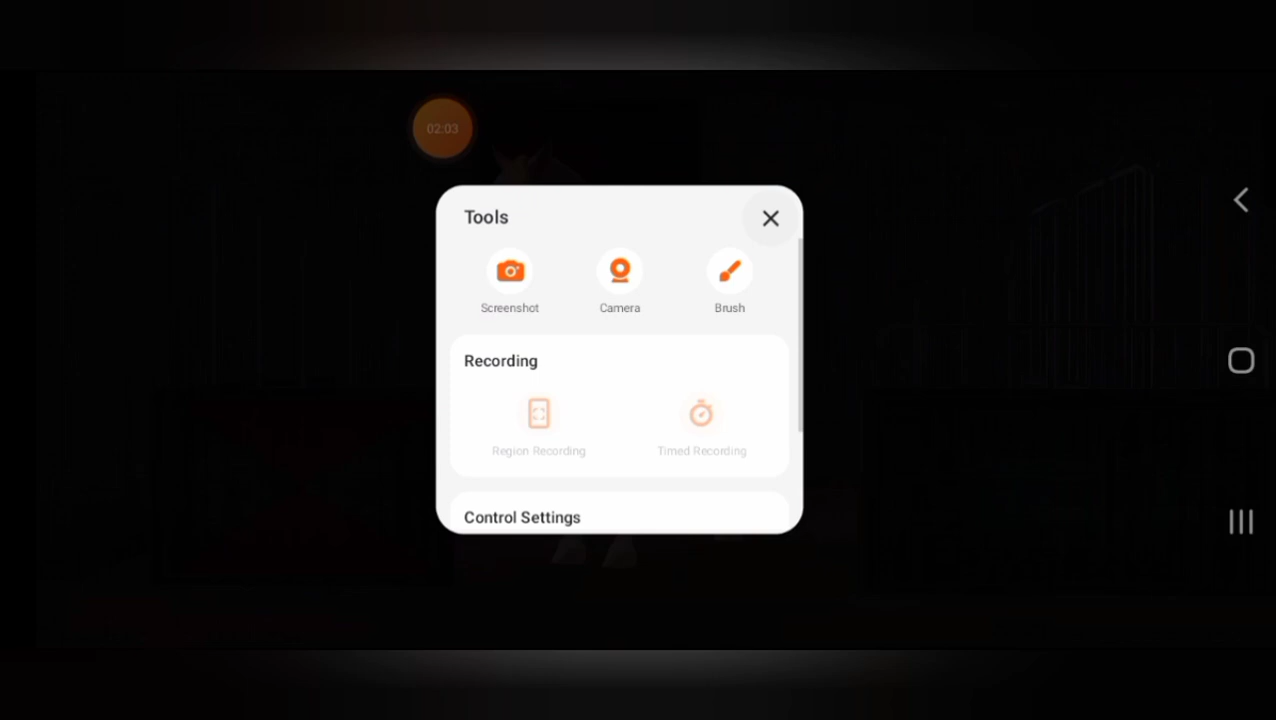 02:03
Tools
Screenshot Camera Brush
Recording
Region Recording Timed Recording
Control Settings